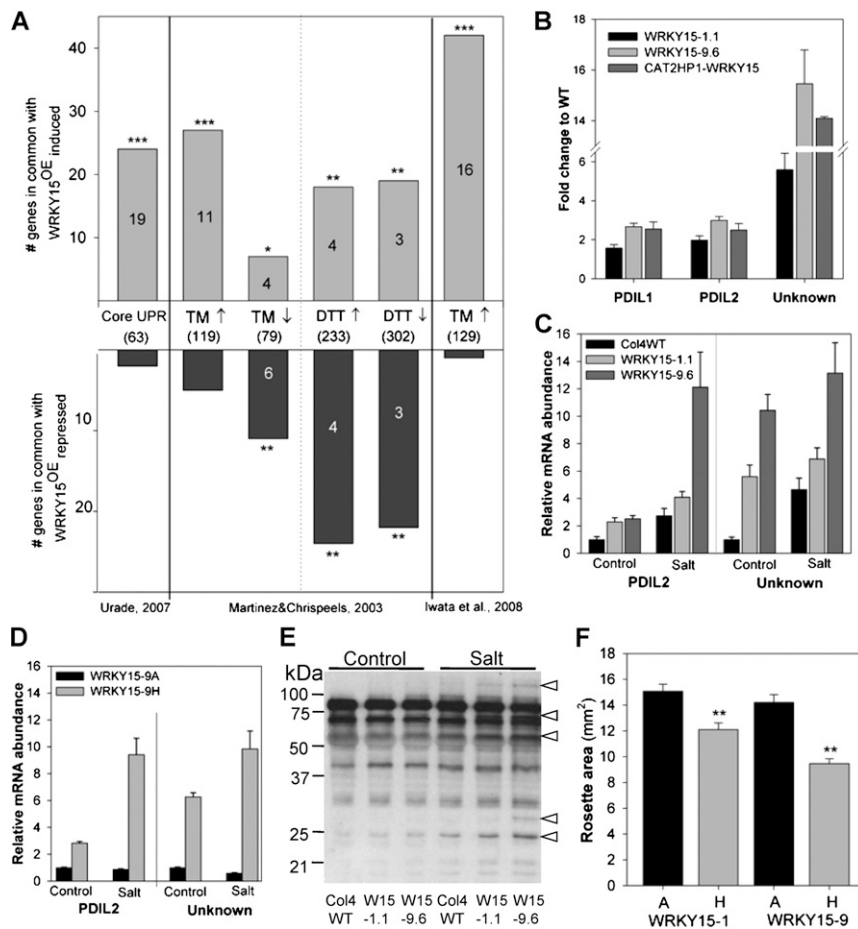 A
# genes in common with
WRKY15OE induced
40
30
20
10
***
19
***
11
*
4
**
4
**
3
***
16
Core UPR
(63)
TM ↑
(119)
TM ↓
(79)
DTT ↑
(233)
DTT ↓
(302)
TM ↑
(129)
# genes in common with
WRKY15OE repressed
10
20
6
**
4
**
3
**
Urade, 2007
Martinez&Chrispeels, 2003
Iwata et al., 2008
B
WRKY15-1.1
WRKY15-9.6
CAT2HP1-WRKY15
Fold change to WT
16
14
6
4
2
0
PDIL1
PDIL2
Unknown
C
Col4WT
WRKY15-1.1
WRKY15-9.6
Relative mRNA abundance
16
14
12
10
8
6
4
2
0
Control
Salt
Control
Salt
PDIL2
Unknown
D
WRKY15-9A
WRKY15-9H
Relative mRNA abundance
16
14
12
10
8
6
4
2
0
Control
Salt
Control
Salt
PDIL2
Unknown
E
Control
Salt
kDa
100
75
50
37
25
21
Col4 W15 W15 Col4 W15 W15
WT -1.1 -9.6 WT -1.1 -9.6
F
Rosette area (mm2)
18
16
14
12
10
8
6
4
2
0
**
**
A
H
A
H
WRKY15-1
WRKY15-9